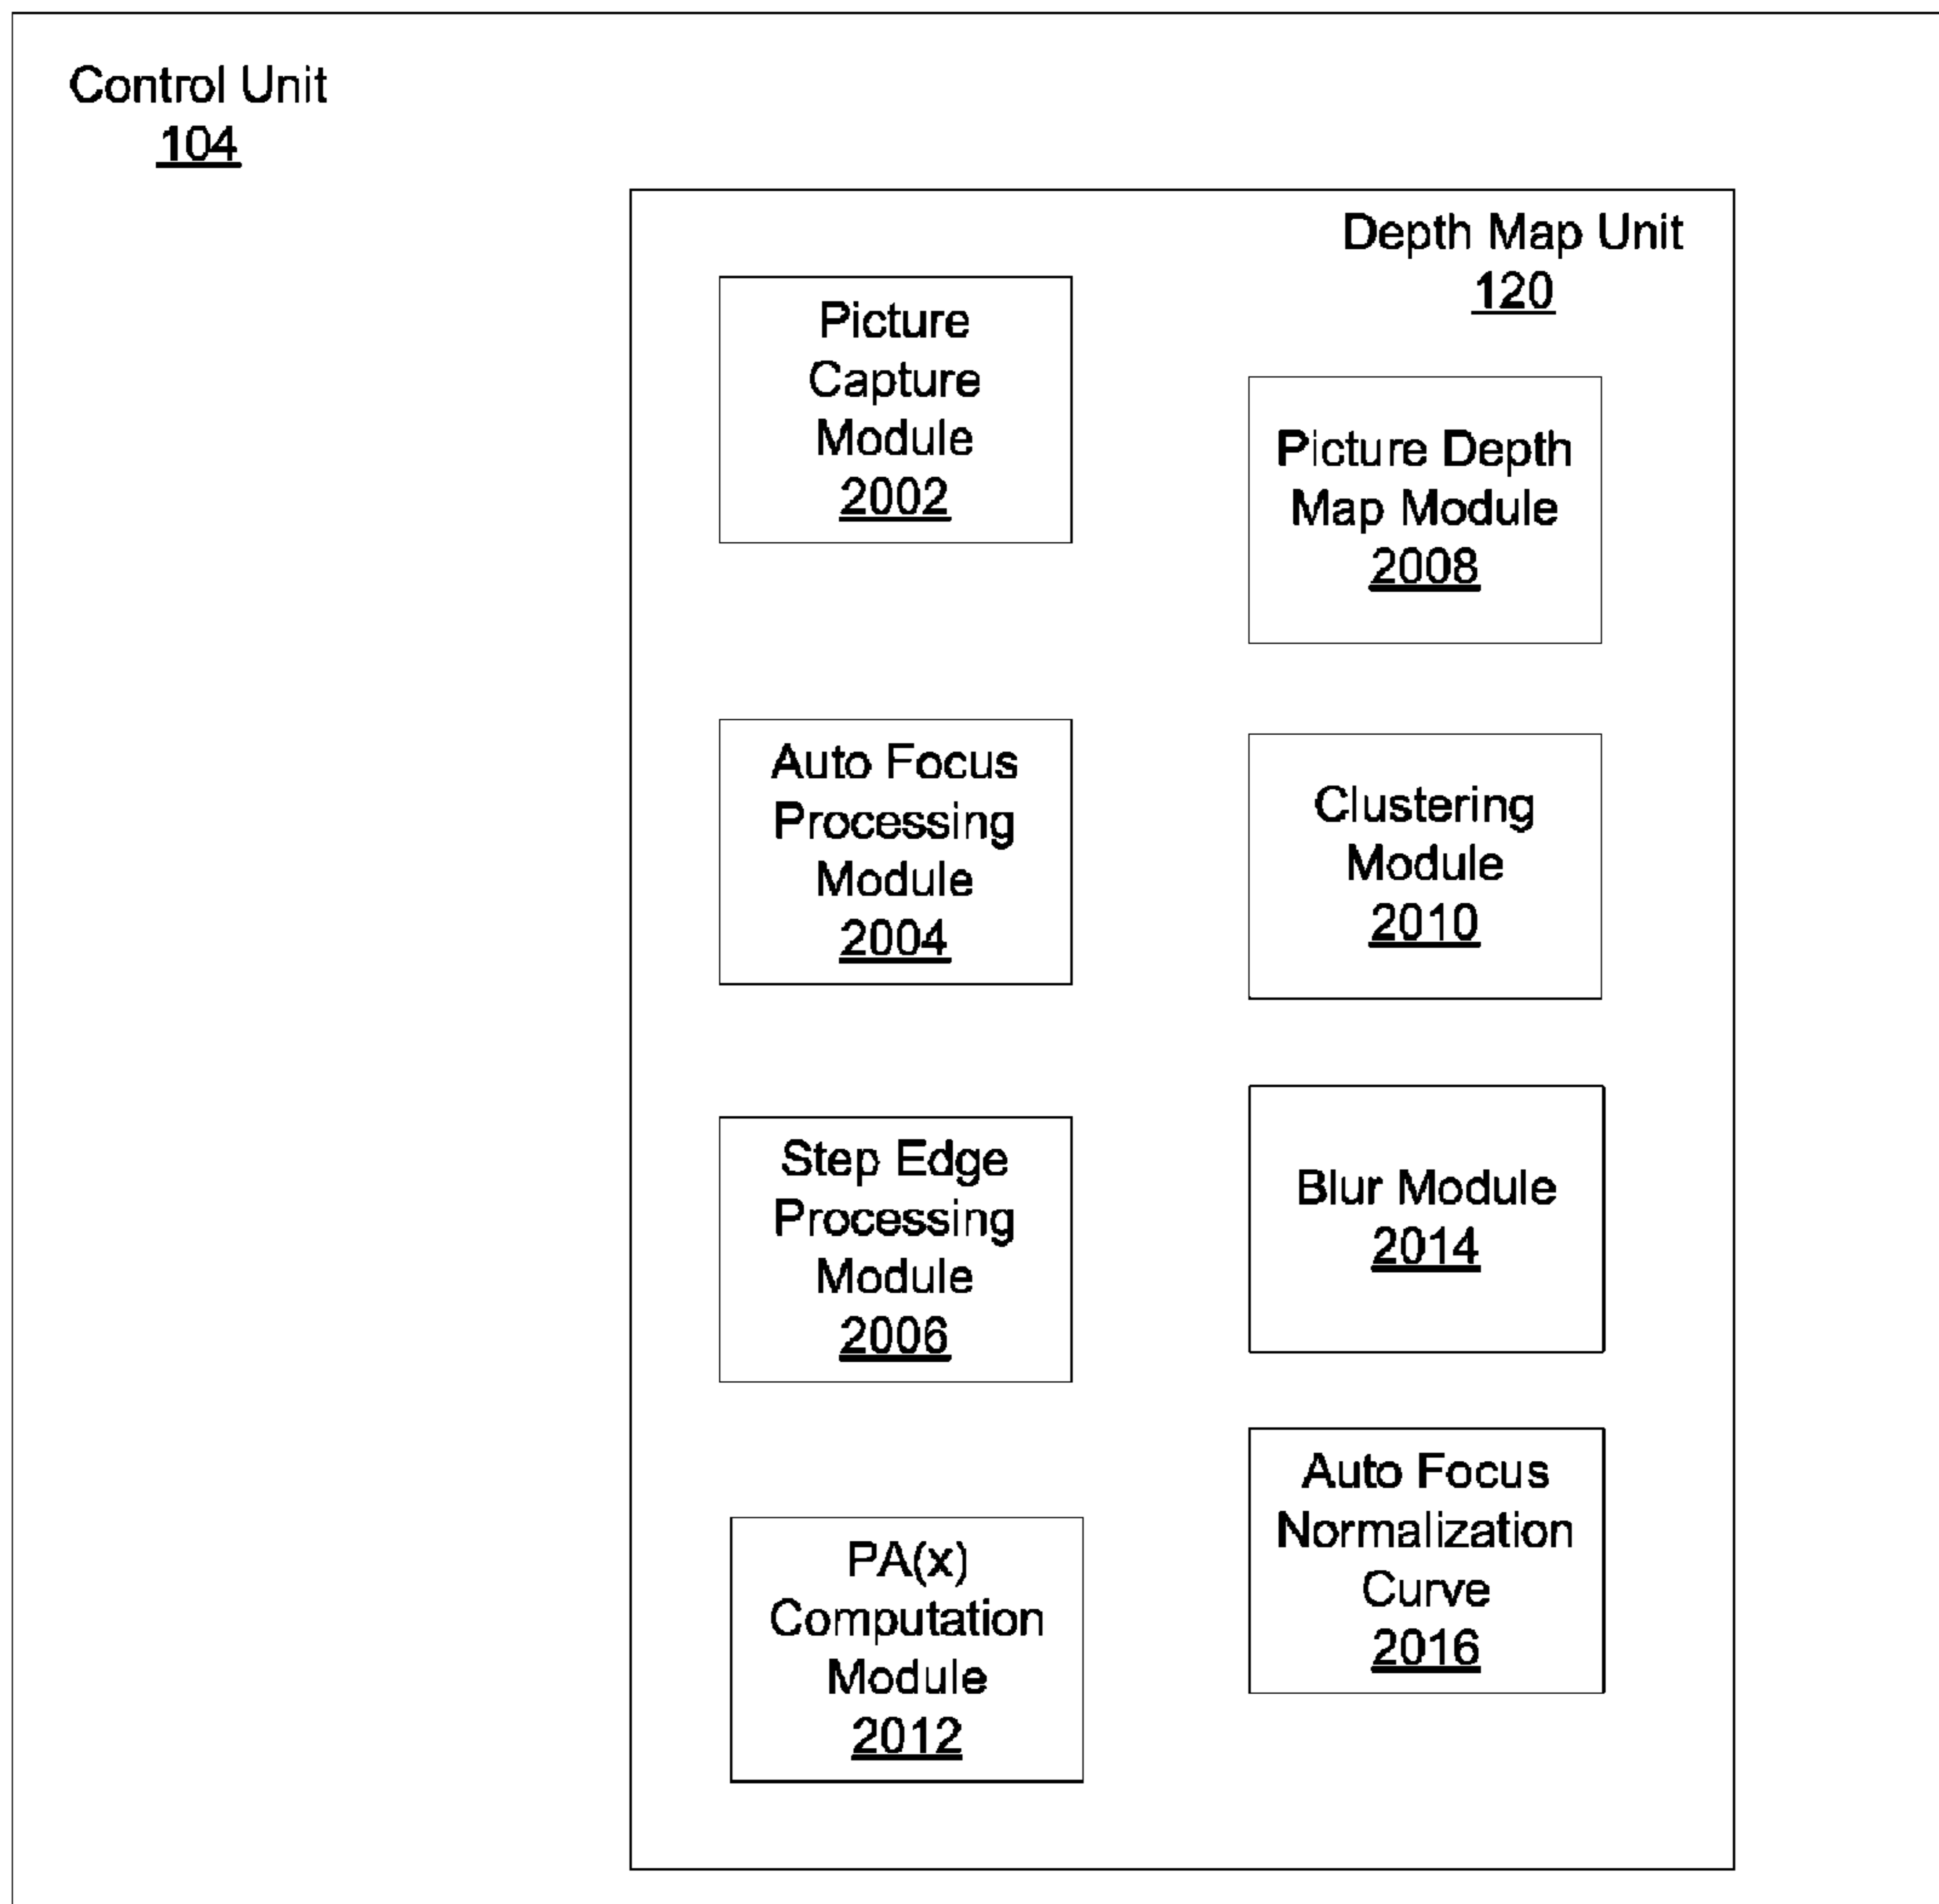 Control Unit
104
Depth Map Unit
120
Picture
Capture
Module
2002
Picture Depth
Map Module
2008
Auto Focus
Processing
Module
2004
Clustering
Module
2010
Step Edge
Processing
Module
2006
Blur Module
2014
PA(x)
Computation
Module
2012
Auto Focus
Normalization
Curve
2016